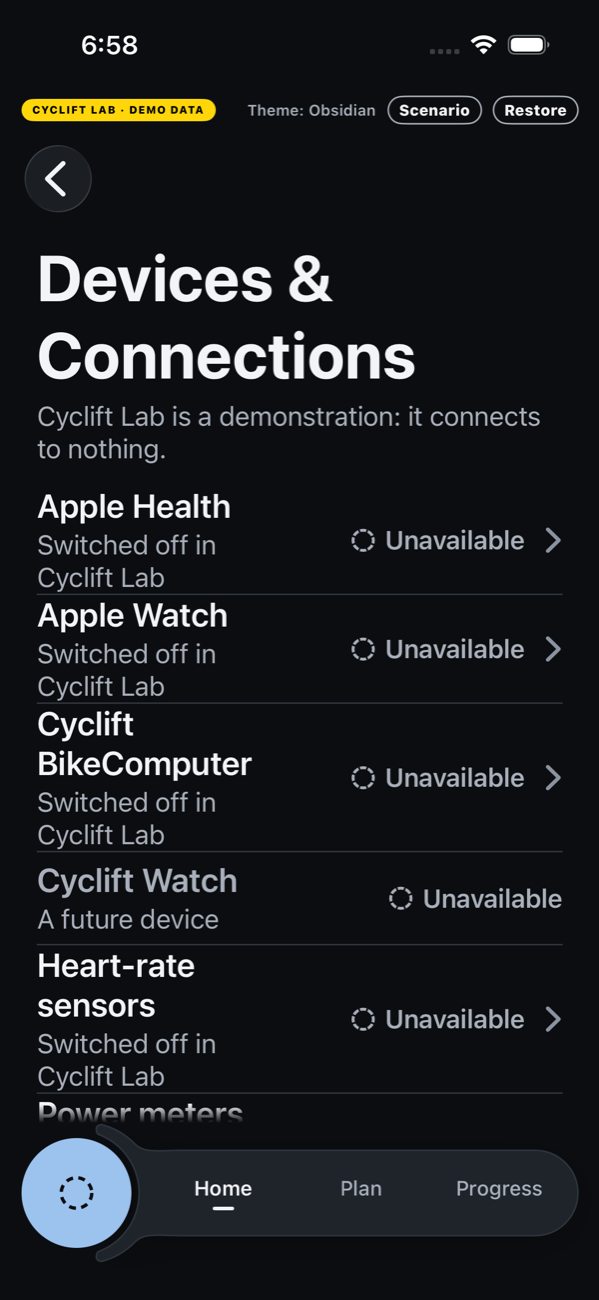 6:58
CYCLIFT LAB · DEMO DATA
Theme: Obsidian
Scenario
Restore
Devices &
Connections
Cyclift Lab is a demonstration: it connects
to nothing.
Apple Health
Switched off in
Cyclift Lab
Unavailable
Apple Watch
Switched off in
Cyclift Lab
Unavailable
Cyclift
BikeComputer
Switched off in
Cyclift Lab
Unavailable
Cyclift Watch
A future device
Unavailable
Heart-rate
sensors
Switched off in
Cyclift Lab
Unavailable
Power meters
Home
Plan
Progress